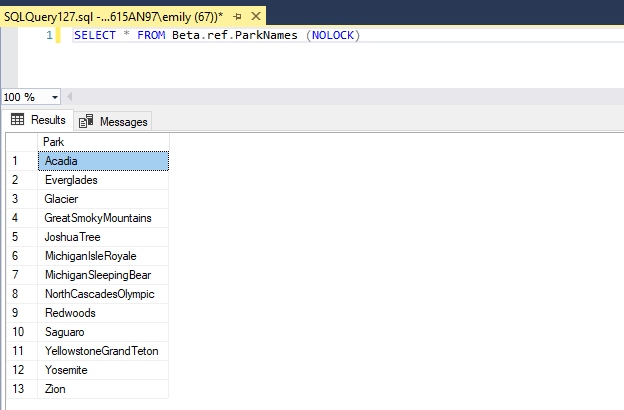 SQLQuery127.sql -...615AN97\emily (67))*
1 SELECT * FROM Beta.ref.ParkNames (NOLOCK)
100 %
Results Messages
Park
1 Acadia
2 Everglades
3 Glacier
4 GreatSmokyMountains
5 JoshuaTree
6 MichiganIsleRoyale
7 MichiganSleepingBear
8 NorthCascadesOlympic
9 Redwoods
10 Saguaro
11 YellowstoneGrandTeton
12 Yosemite
13 Zion